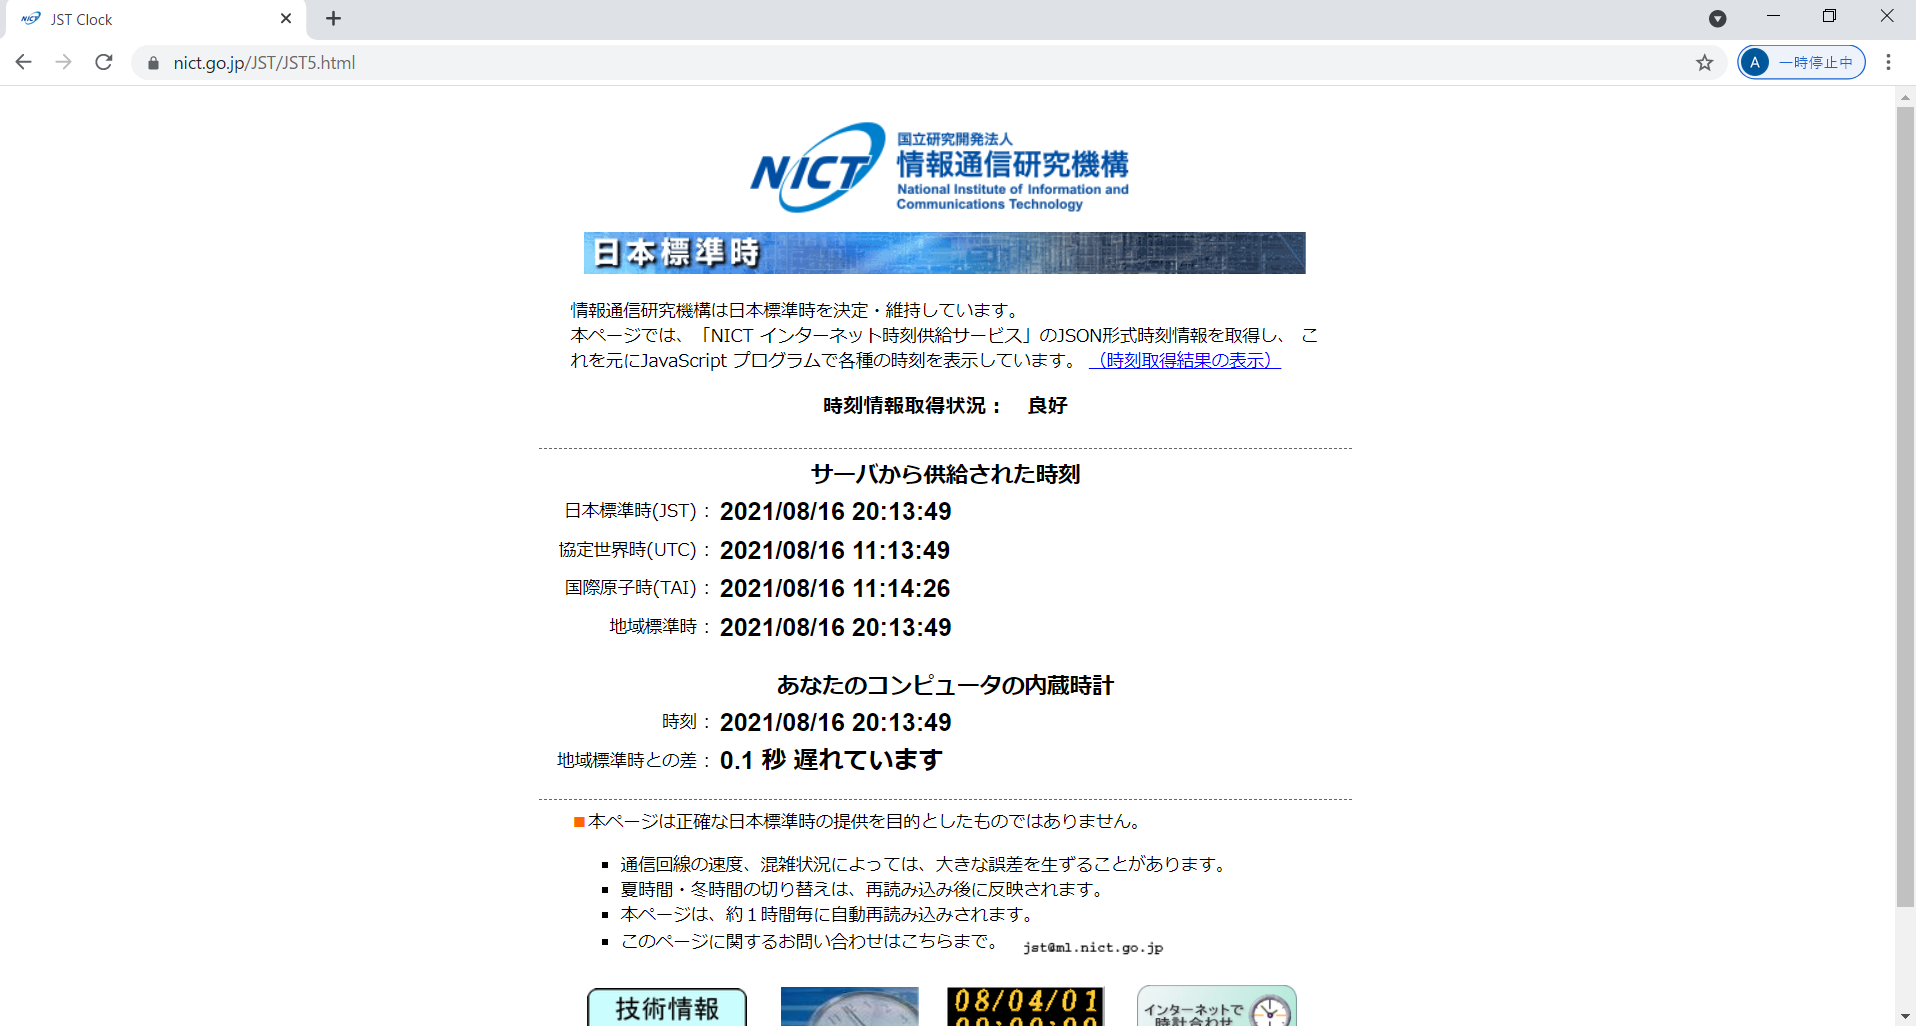 JST Clock
nict.go.jp/JST/JST5.html
A 一時停止中
NICT
国立研究開発法人
情報通信研究機構
National Institute of Information and
Communications Technology
日本標準時
情報通信研究機構は日本標準時を決定・維持しています。
本ページでは、「NICT インターネット時刻供給サービス」のJSON形式時刻情報を取得し、 こ
れを元にJavaScript プログラムで各種の時刻を表示しています。 （時刻取得結果の表示）
時刻情報取得状況： 良好
サーバから供給された時刻
日本標準時(JST)： 2021/08/16 20:13:49
協定世界時(UTC)： 2021/08/16 11:13:49
国際原子時(TAI)： 2021/08/16 11:14:26
地域標準時： 2021/08/16 20:13:49
あなたのコンピュータの内蔵時計
時刻： 2021/08/16 20:13:49
地域標準時との差： 0.1 秒 遅れています
■本ページは正確な日本標準時の提供を目的としたものではありません。
通信回線の速度、混雑状況によっては、大きな誤差を生ずることがあります。
夏時間・冬時間の切り替えは、再読み込み後に反映されます。
本ページは、約１時間毎に自動再読み込みされます。
このページに関するお問い合わせはこちらまで。 jst@ml.nict.go.jp
技術情報
08/04/01
インターネットで
時計合わせ